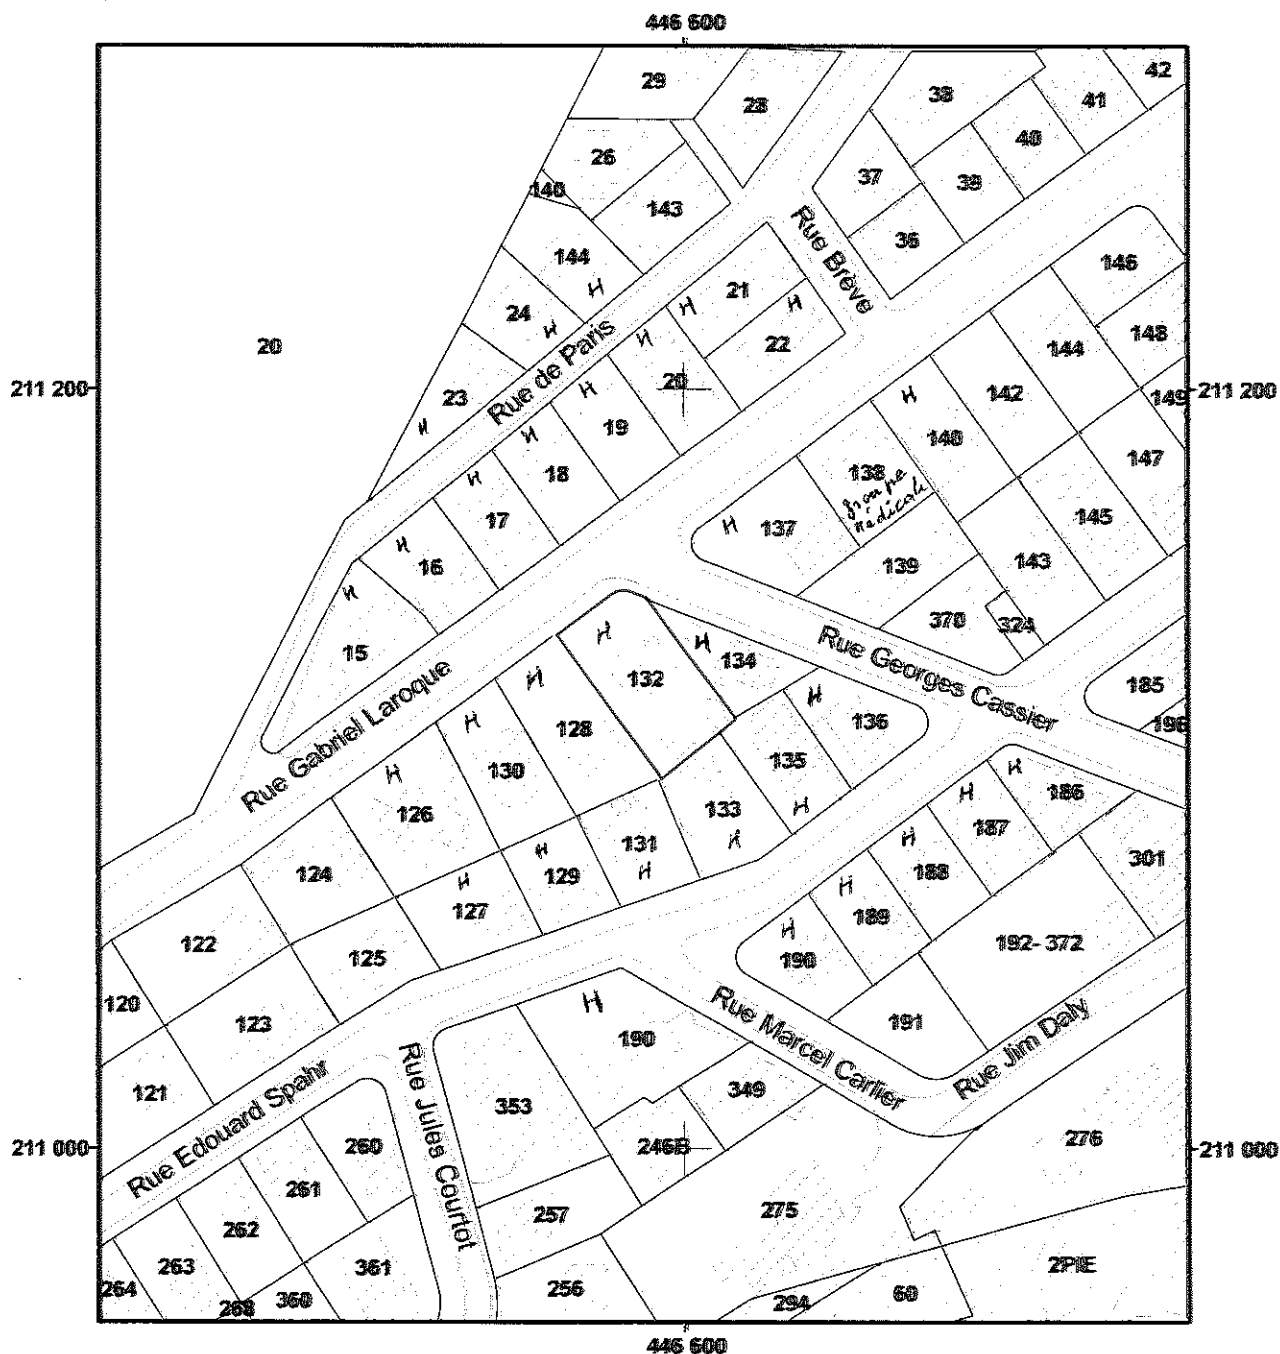 446 600
29
28
38
41
42
26
40
37
39
140
143
36
Rue Brève
144
146
21
H
24
H
H
H
148
H
22
144
20
H
211 200
20
211 200
23
Rue de Paris
H
142
149
H
19
H
140
H
147
18
138
groupe
médicale
H
17
H
137
145
H
16
139
143
H
370
324
15
H
Rue Georges Cassier
H
134
132
185
H
H
136
196
128
H
Rue Gabriel Laroque
130
135
H
126
H
186
H
133
H
187
H
131
H
H
301
124
H
129
H
188
H
127
H
189
122
125
H
190
192- 372
120
123
H
190
Rue Marcel Carlier
191
Rue Jim Daly
121
Rue Jules Courtot
353
349
Rue Edouard Spahr
260
246B
276
211 000
211 000
261
257
275
262
263
361
2PIE
264
268
360
256
294
60
446 600